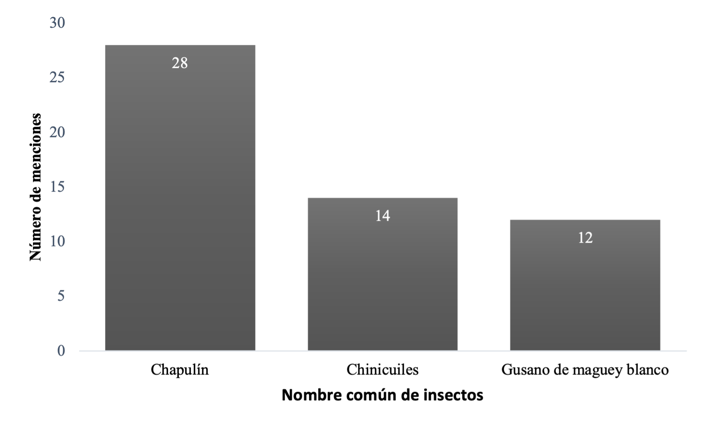 30
25
20
15
10
5
0
Número de menciones
28
14
12
Chapulín
Chinicuiles
Gusano de maguey blanco
Nombre común de insectos